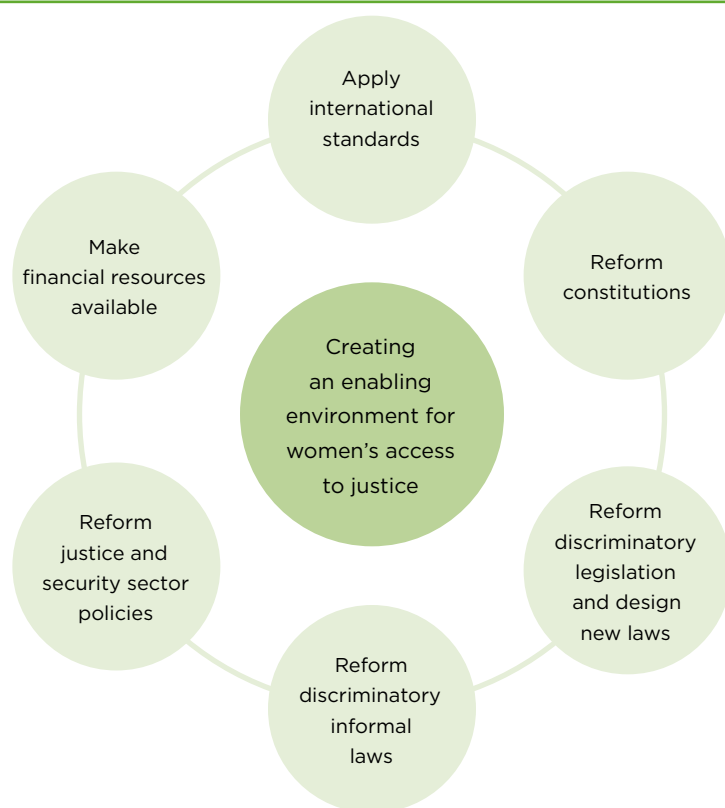 Apply
international
standards
Reform
constitutions
Reform
discriminatory
legislation
and design
new laws
Reform
discriminatory
informal
laws
Reform
justice and
security sector
policies
Make
financial resources
available
Creating
an enabling
environment for
women’s access
to justice